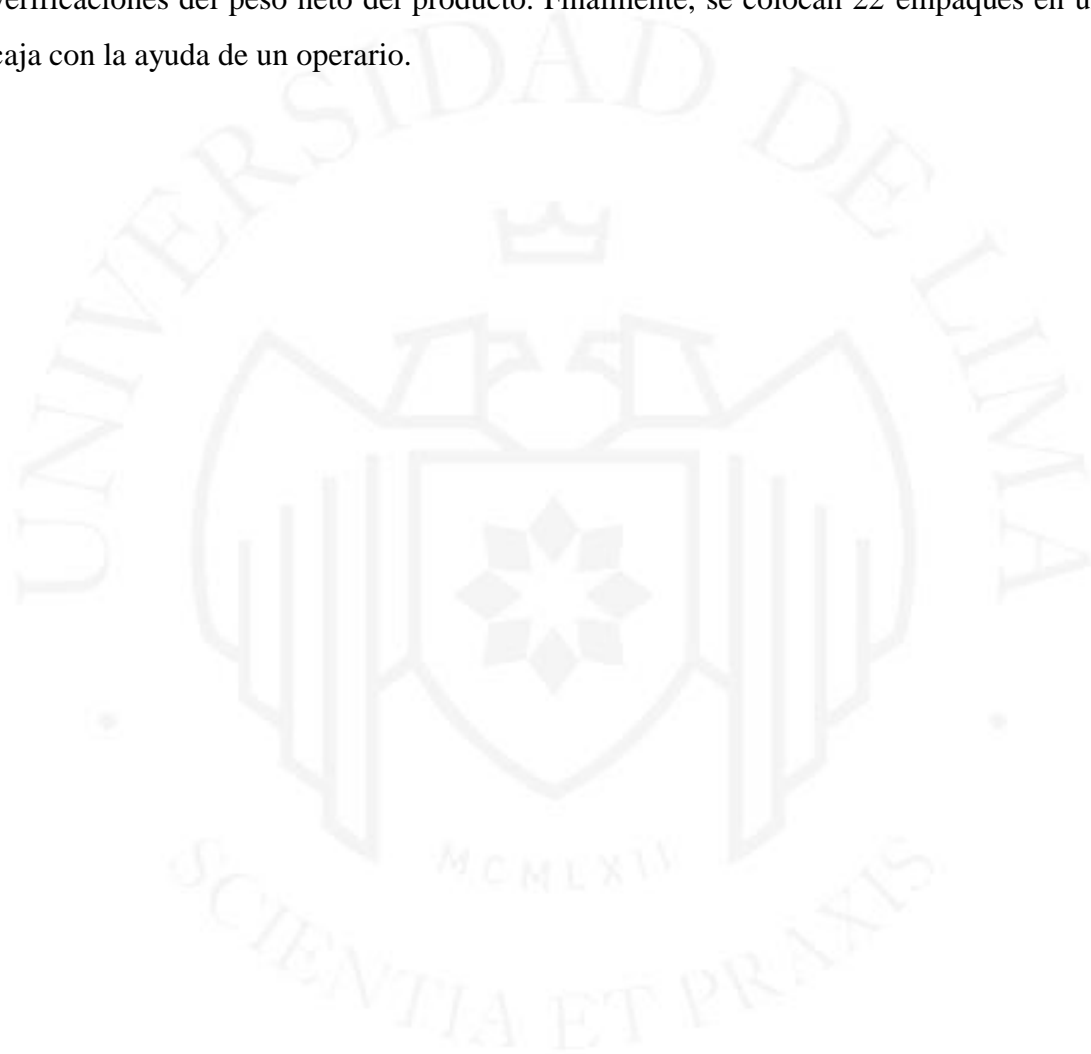 verificaciones del peso neto del producto. Finalmente, se colocan 22 empaques en u
caja con la ayuda de un operario.
UNIVERSIDAD DE LIMA
MCMLXII
SCIENTIA ET PRAXIS